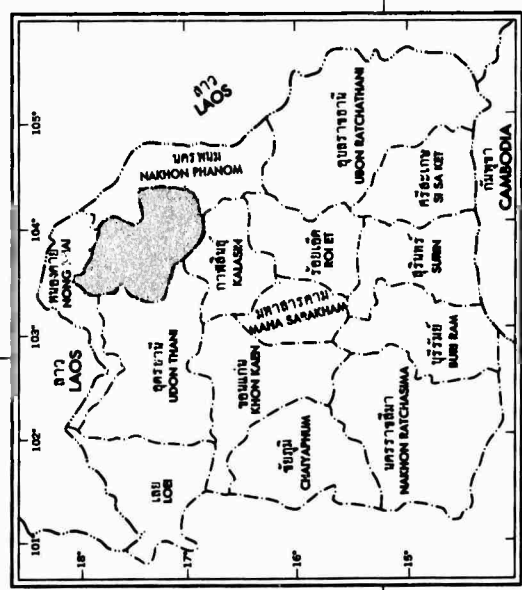 101°
102°
103°
104°
105°
18°
17°
16°
15°
ลาว
LAOS
ลาว
LAOS
หนองคาย
นครพนม
NAKHON PHANOM
เลย
LOEI
อุดรธานี
UDON THANI
กาฬสินธุ์
KALASIN
ขอนแก่น
KHON KAEN
มหาสารคาม
MAHA SARAKHAM
ร้อยเอ็ด
ROI ET
อุบลราชธานี
UBON RATCHATHANI
ชัยภูมิ
CHAIYAPHUM
นครราชสีมา
NAKHON RATCHASIMA
บุรีรัมย์
BURI RAM
สุรินทร์
SURIN
ศรีสะเกษ
SI SA KET
กัมพูชา
CAMBODIA